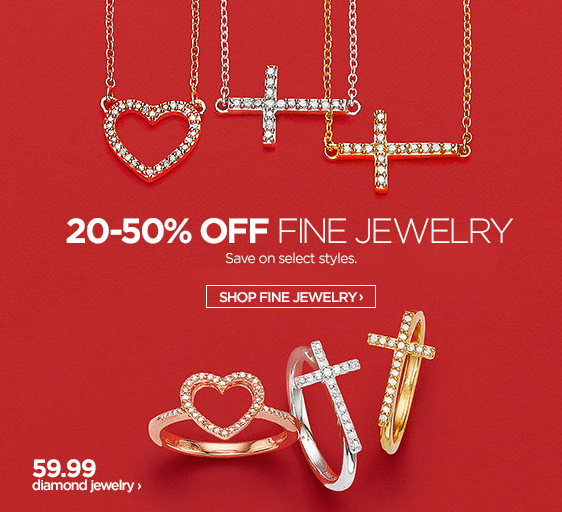 20-50% OFF FINE JEWELRY
Save on select styles.
SHOP FINE JEWELRY ›
59.99
diamond jewelry ›